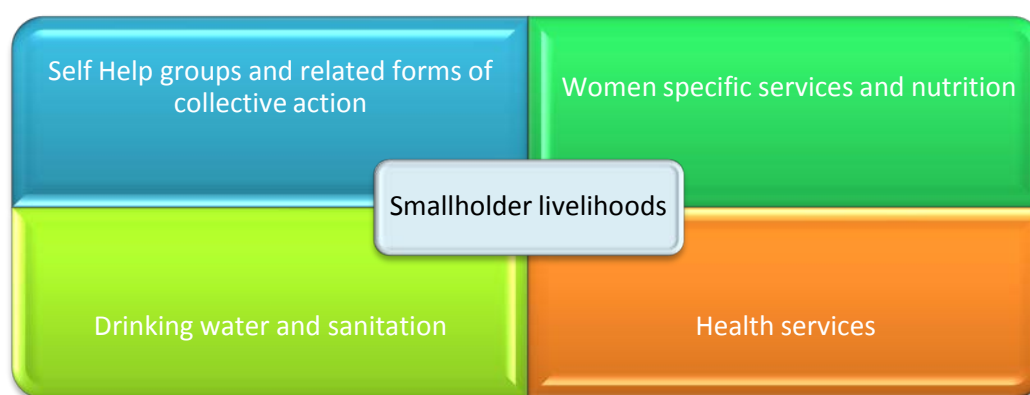 Self Help groups and related forms of
collective action
Women specific services and nutrition
Smallholder livelihoods
Drinking water and sanitation
Health services